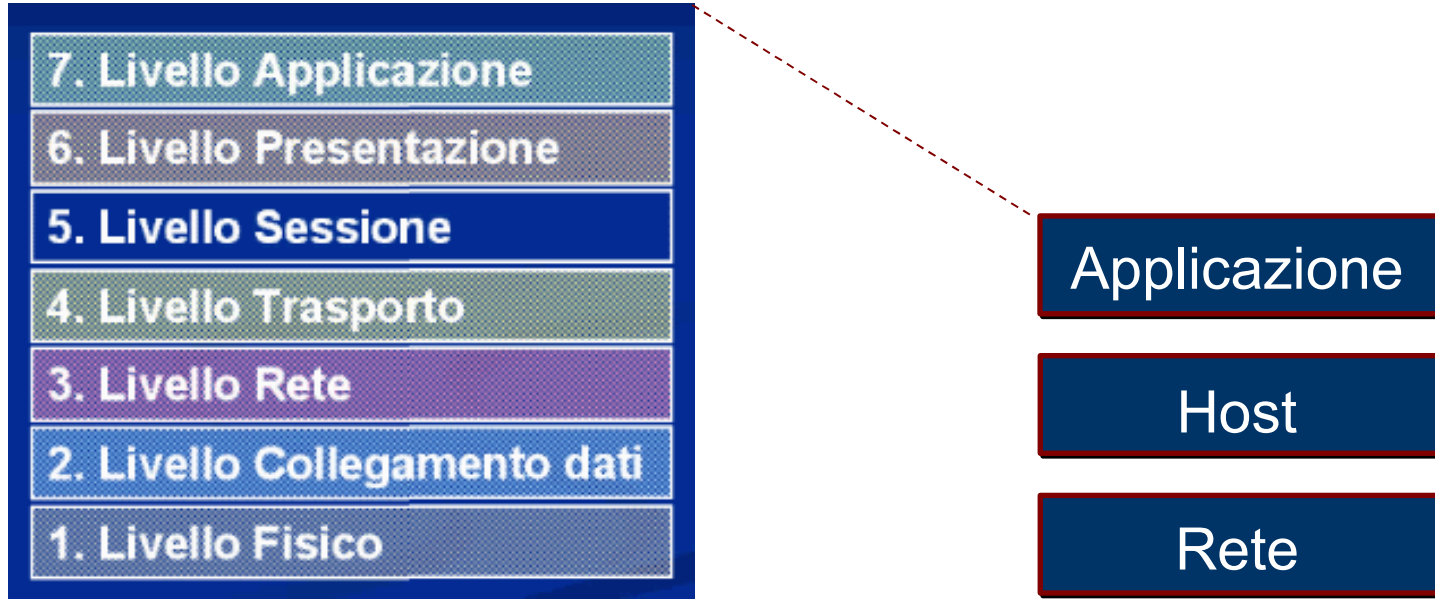 7. Livello Applicazione
6. Livello Presentazione
5. Livello Sessione
4. Livello Trasporto
3. Livello Rete
2. Livello Collegamento dati
1. Livello Fisico
Applicazione
Host
Rete